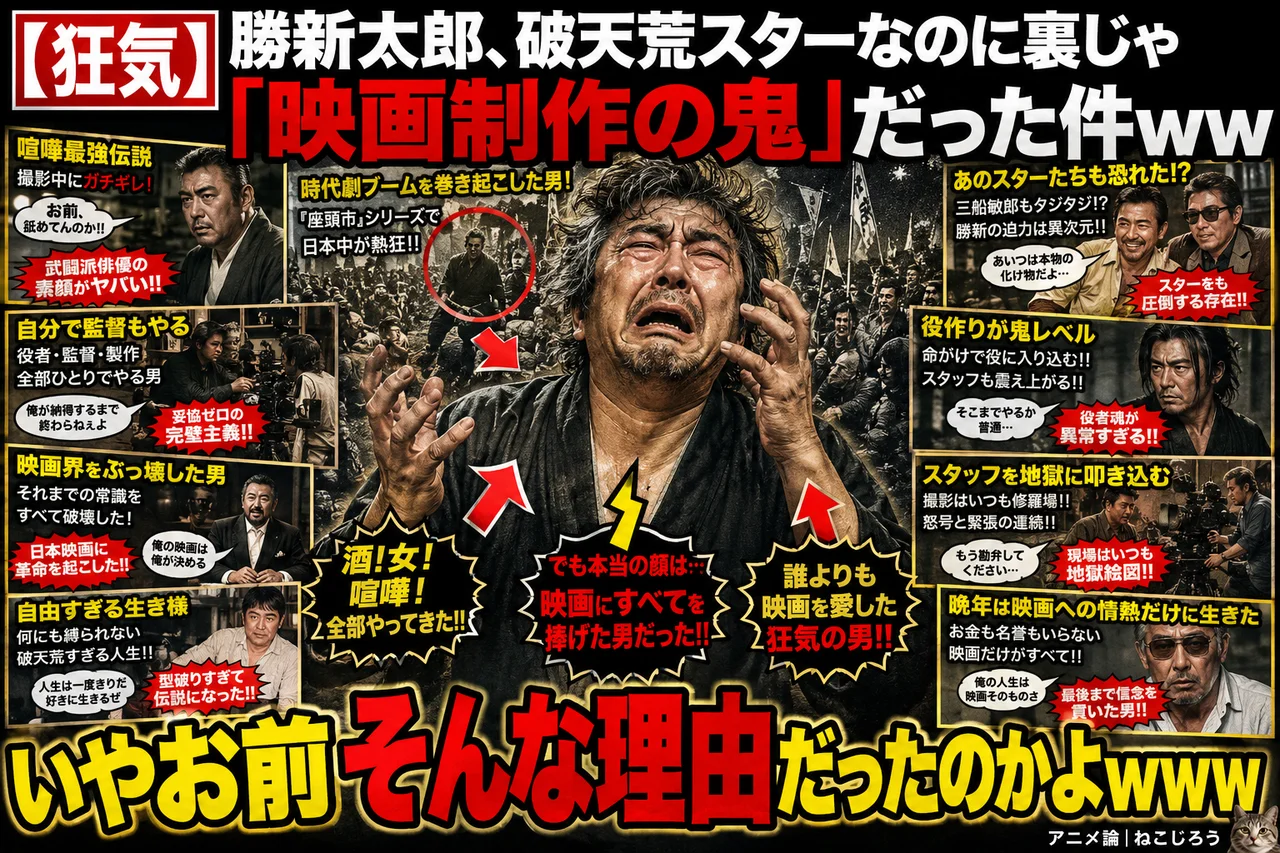 【狂気】
勝新太郎、破天荒スターなのに裏じゃ
「映画制作の鬼」だった件ww
喧嘩最強伝説
撮影中にガチギレ!
お前、
舐めてんのか!!
武闘派俳優の
素顔がヤバい!!
時代劇ブームを巻き起こした男!
『座頭市』シリーズで
日本中が熱狂!!
あのスターたちも恐れた!?
三船敏郎もタジタジ!?
勝新の迫力は異次元!!
あいつは本物の
化け物だよ…
スターをも
圧倒する存在!!
自分で監督もやる
役者・監督・製作
全部ひとりでやる男
俺が納得するまで
終わらねぇよ
妥協ゼロの
完璧主義!!
役作りが鬼レベル
命がけで役に入り込む!!
スタッフも震え上がる!!
そこまでやるか
普通…
役者魂が
異常すぎる!!
映画界をぶっ壊した男
それまでの常識を
すべて破壊した!
日本映画に
革命を起こした!!
俺の映画は
俺が決める
スタッフを地獄に叩き込む
撮影はいつも修羅場!!
怒号と緊張の連続!!
もう勘弁して
ください…
現場はいつも
地獄絵図!!
自由すぎる生き様
何にも縛られない
破天荒すぎる人生!!
人生は一度きりだ
好きに生きるぜ
型破りすぎて
伝説になった!!
酒!女!
喧嘩!
全部やってきた!!
でも本当の顔は…
映画にすべてを
捧げた男だった!!
誰よりも
映画を愛した
狂気の男!!
晩年は映画への情熱だけに生きた
お金も名誉もいらない
映画だけがすべて!!
俺の人生は
映画そのものさ
最後まで信念を
貫いた男!!
いやお前そんな理由だったのかよwww
アニメ論|ねこじろう